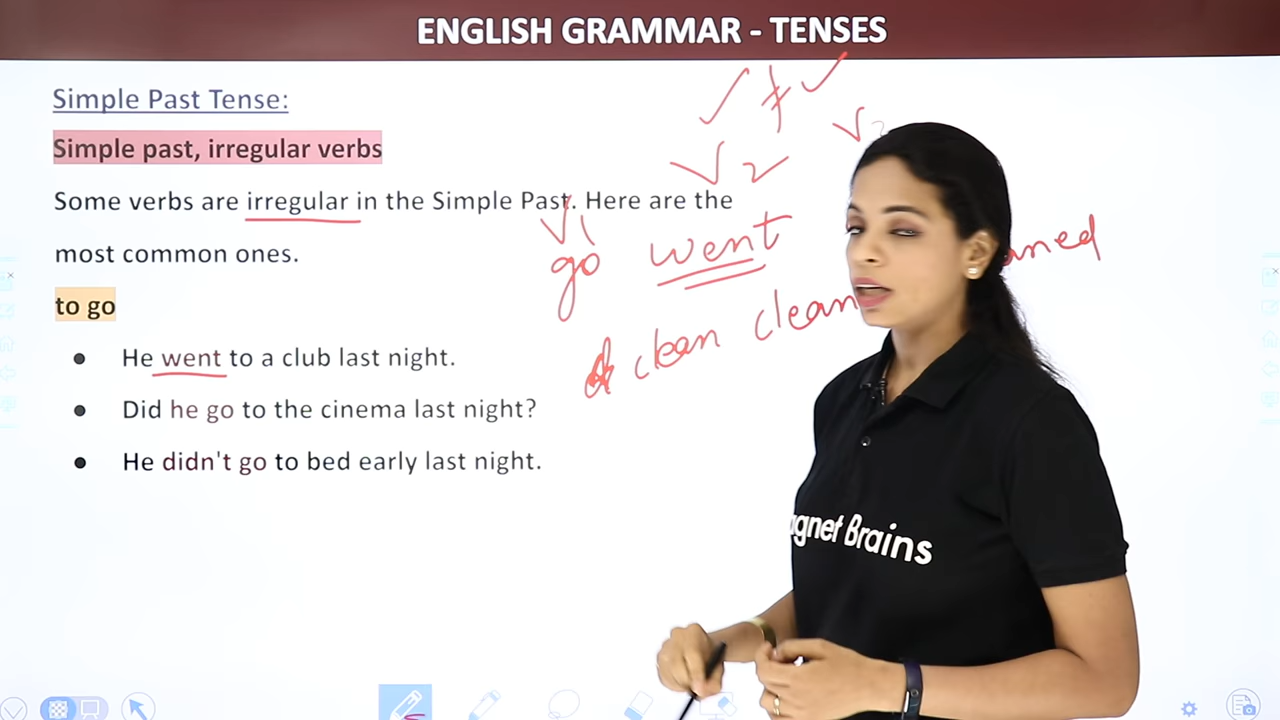 ENGLISH GRAMMAR - TENSES
Simple Past Tense:
Simple past, irregular verbs
Some verbs are irregular in the Simple Past. Here are the
most common ones.
to go
He went to a club last night.
Did he go to the cinema last night?
He didn't go to bed early last night.
V1
V2
go went
clean
agnet Brains